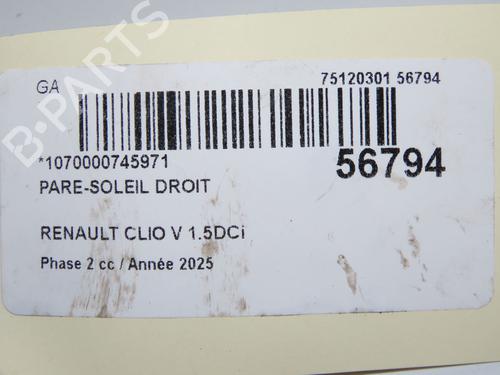 GA 75120301 56794
*1070000745971 56794
PARE-SOLEIL DROIT
RENAULT CLIO V 1.5DCi
Phase 2 cc / Année 2025
B-PARTS